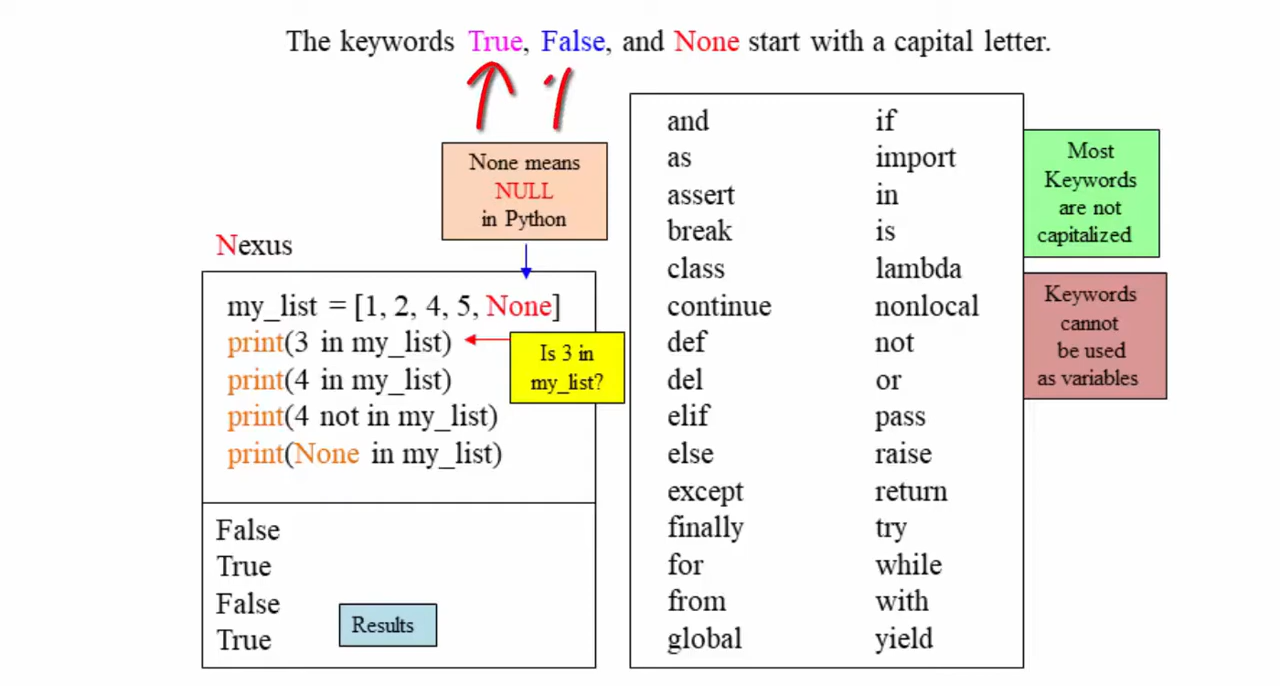 The keywords True, False, and None start with a capital letter.
None means
NULL
in Python
Nexus
my_list = [1, 2, 4, 5, None]
print(3 in my_list)
print(4 in my_list)
print(4 not in my_list)
print(None in my_list)
Is 3 in
my_list?
False
True
False
True
Results
and if
as import
assert in
break is
class lambda
continue nonlocal
def not
del or
elif pass
else raise
except return
finally try
for while
from with
global yield
Most
Keywords
are not
capitalized
Keywords
cannot
be used
as variables